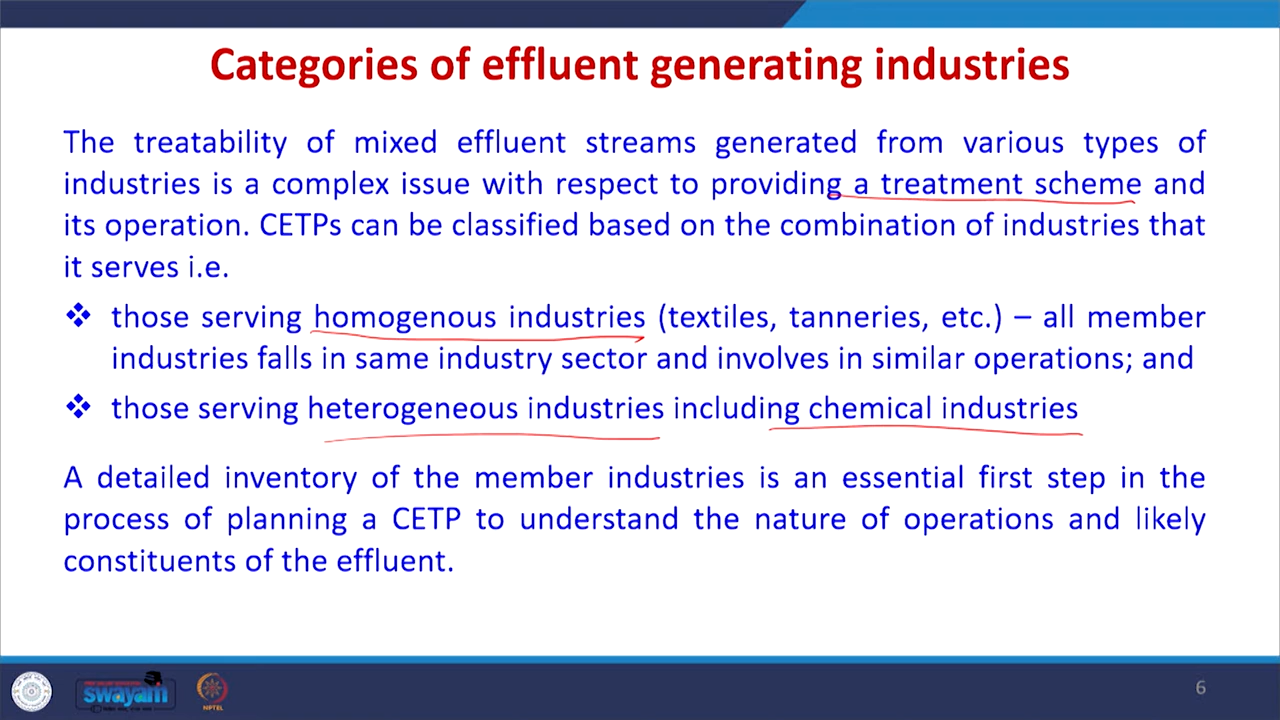 Categories of effluent generating industries
The treatability of mixed effluent streams generated from various types of
industries is a complex issue with respect to providing a treatment scheme and
its operation. CETPs can be classified based on the combination of industries that
it serves i.e.
❖ those serving homogenous industries (textiles, tanneries, etc.) – all member
industries falls in same industry sector and involves in similar operations; and
❖ those serving heterogeneous industries including chemical industries
A detailed inventory of the member industries is an essential first step in the
process of planning a CETP to understand the nature of operations and likely
constituents of the effluent.
swayam
NPTEL
6